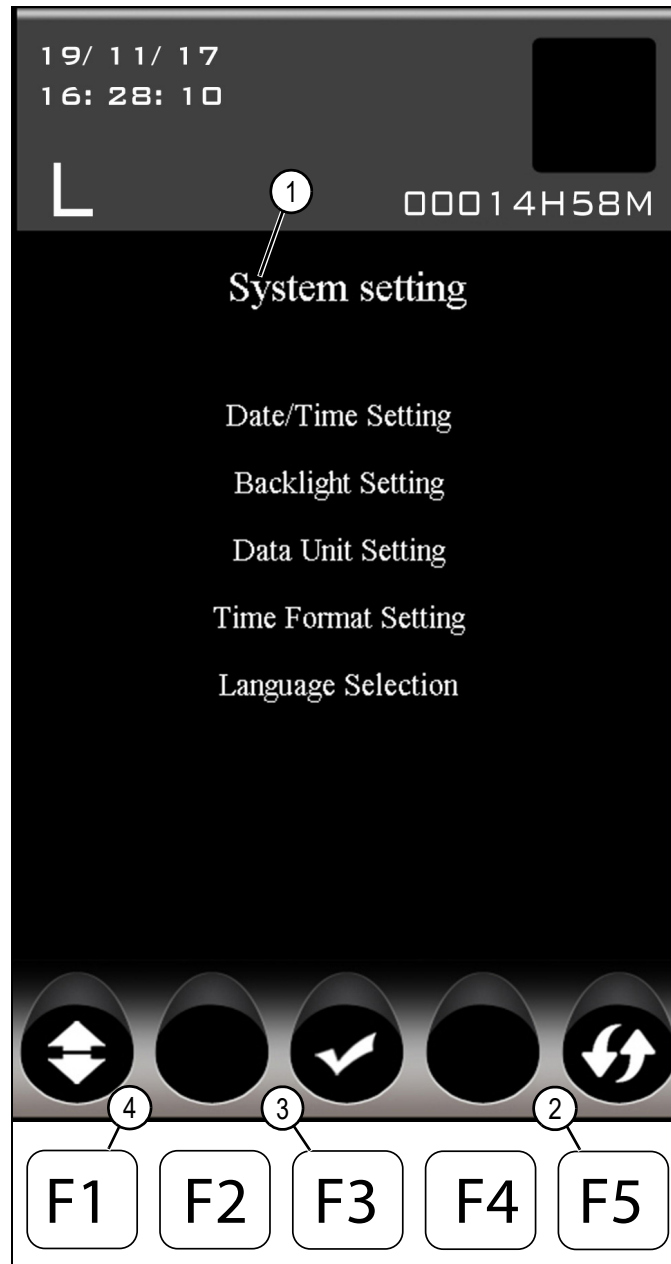 19/ 11/ 17
16: 28: 10
L
00014H58M
1
System setting
Date/Time Setting
Backlight Setting
Data Unit Setting
Time Format Setting
Language Selection
4
3
2
F1
F2
F3
F4
F5